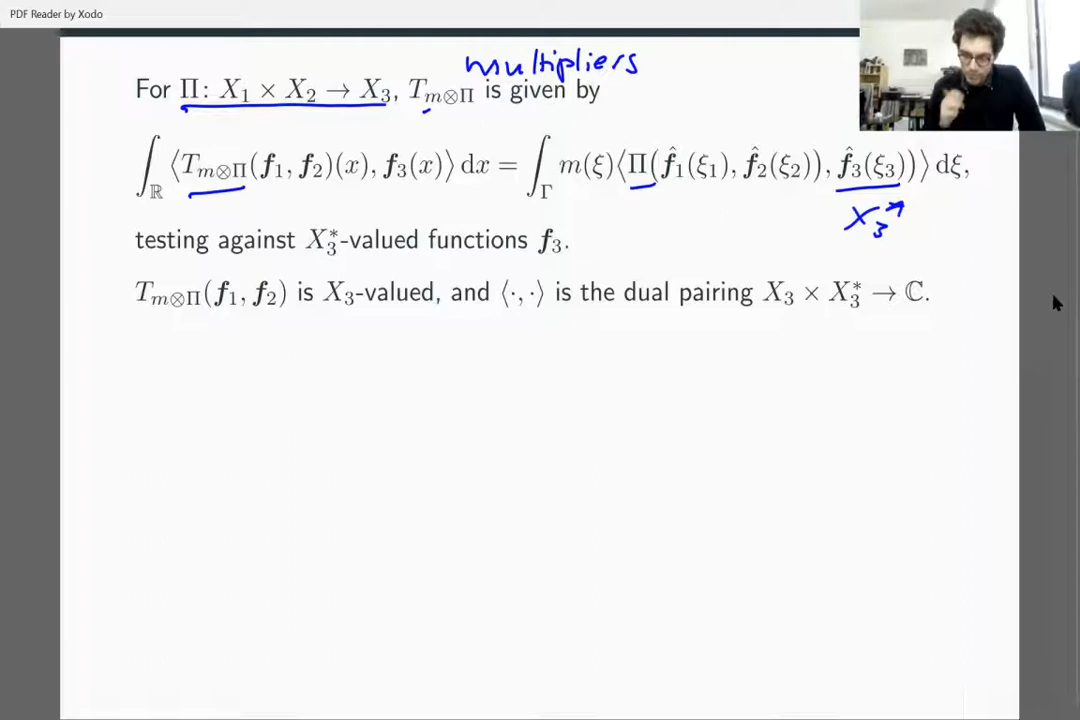 PDF Reader by Xodo
multipliers
For Π: X₁ × X₂ → X₃, T_{m⊗Π} is given by
∫_ℝ ⟨T_{m⊗Π}(f₁, f₂)(x), f₃(x)⟩ dx = ∫_Γ m(ξ)⟨Π(f̂₁(ξ₁), f̂₂(ξ₂)), f̂₃(ξ₃))⟩ dξ,
X₃*
testing against X₃*-valued functions f₃.
T_{m⊗Π}(f₁, f₂) is X₃-valued, and ⟨·, ·⟩ is the dual pairing X₃ × X₃* → ℂ.